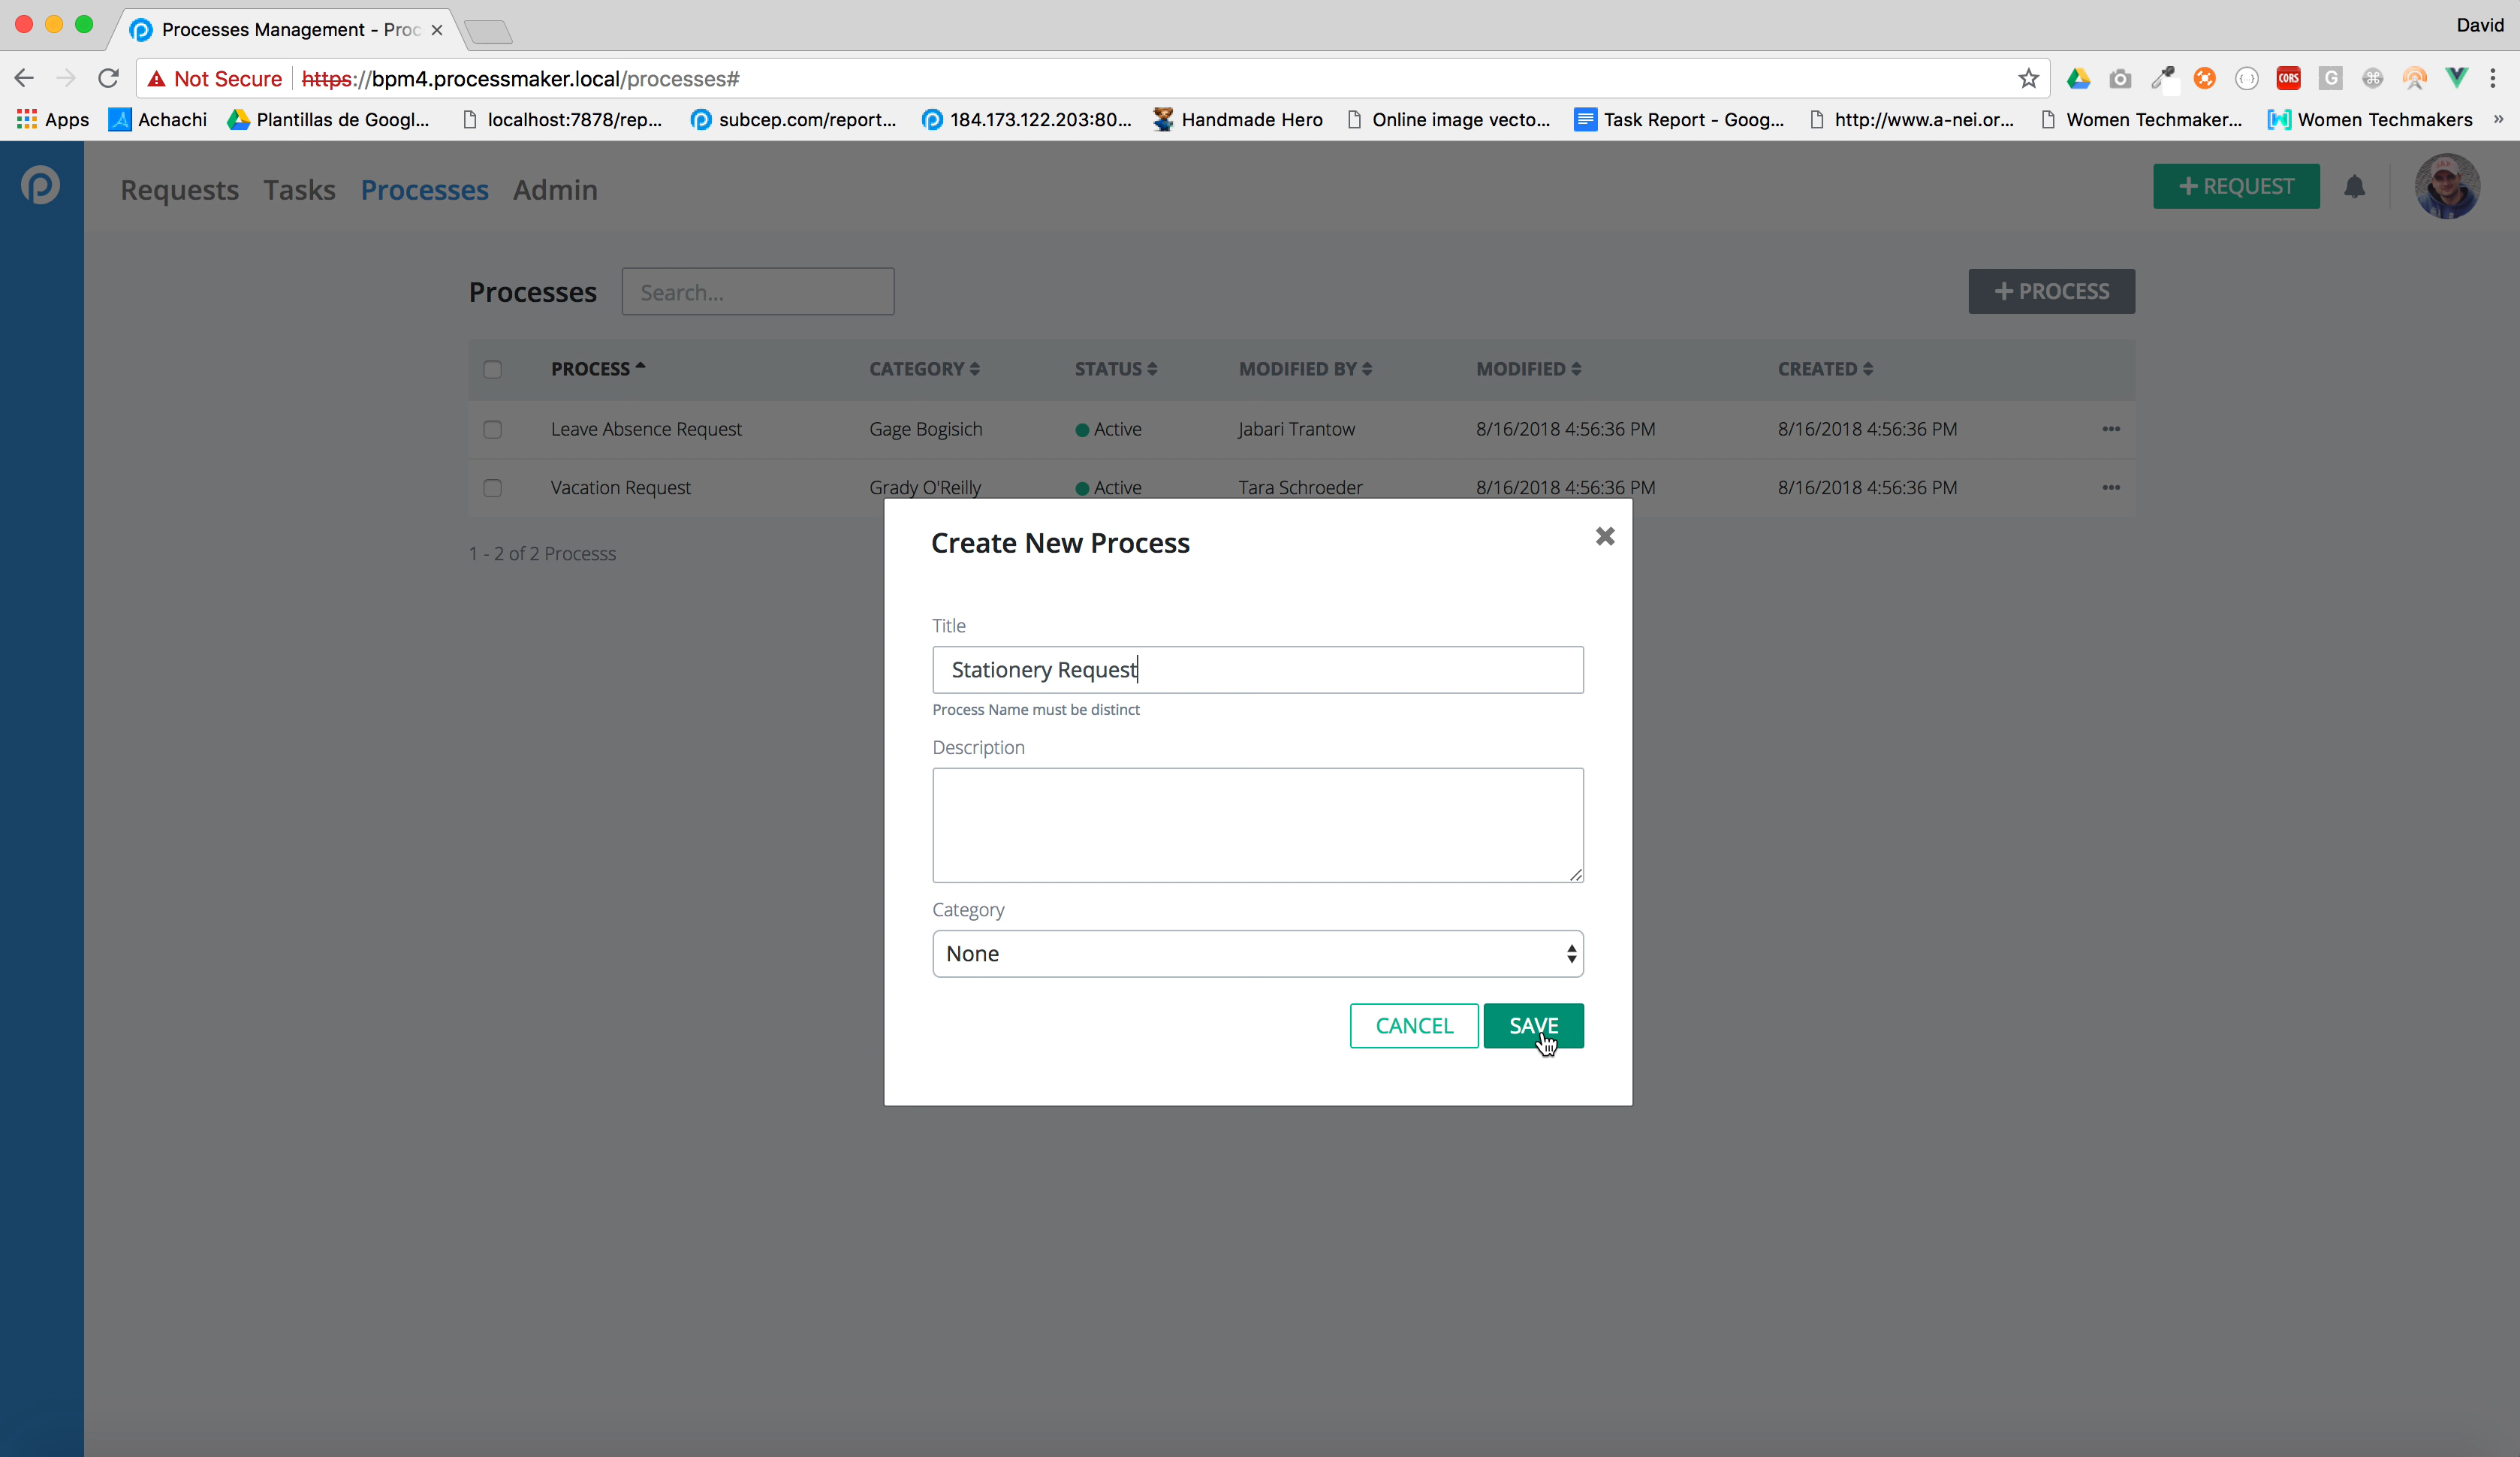 Processes Management - Proc
David
Not Secure https://bpm4.processmaker.local/processes#
Apps Achachi Plantillas de Googl... localhost:7878/rep... subcep.com/report... 184.173.122.203:80... Handmade Hero Online image vecto... Task Report - Goog... http://www.a-nei.or... Women Techmaker... Women Techmakers »
Requests Tasks Processes Admin
+ REQUEST
Processes Search... + PROCESS
PROCESS CATEGORY STATUS MODIFIED BY MODIFIED CREATED
Leave Absence Request Gage Bogisich Active Jabari Trantow 8/16/2018 4:56:36 PM 8/16/2018 4:56:36 PM
Vacation Request Grady O'Reilly Active Tara Schroeder 8/16/2018 4:56:36 PM 8/16/2018 4:56:36 PM
1 - 2 of 2 Processs
Create New Process
Title
Stationery Request
Process Name must be distinct
Description
Category
None
CANCEL SAVE